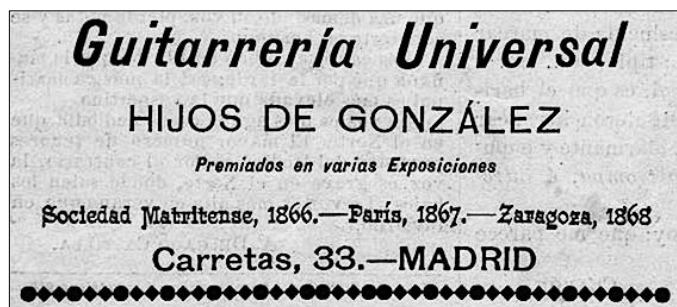 Guitarrería Universal
HIJOS DE GONZÁLEZ
Premiados en varias Exposiciones
Sociedad Matritense, 1866.—París, 1867.—Zaragoza, 1868
Carretas, 33.—MADRID